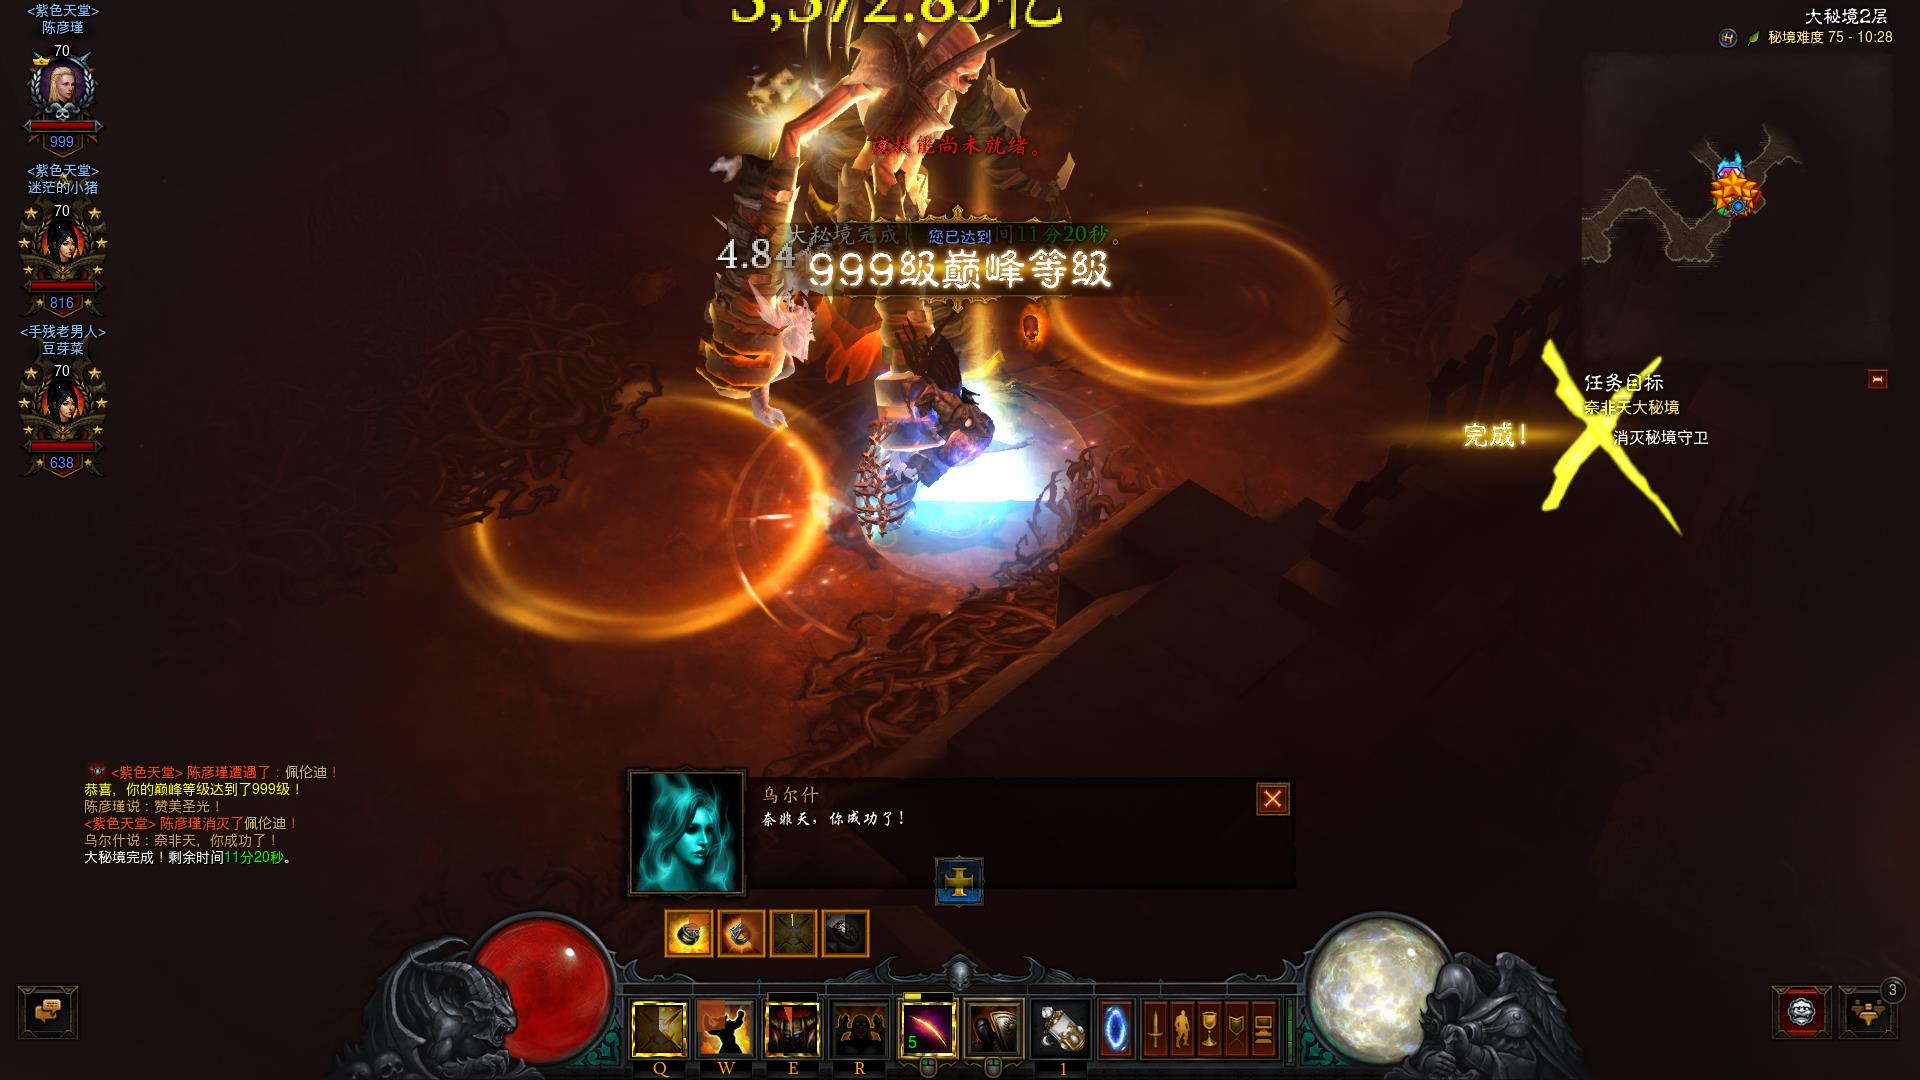 <紫色天堂>
陈彦瑾
70
999
<紫色天堂>
迷茫的小猪
70
816
<手残老男人>
豆芽菜
70
638
3,372.85亿
该技能尚未就绪。
大秘境完成！
间11分20秒。
您已达到
999级巅峰等级
4.84
大秘境2层
秘境难度 75 - 10:28
任务目标
奈非天大秘境
完成！
消灭秘境守卫
<紫色天堂> 陈彦瑾遭遇了：佩伦迪！
恭喜，你的巅峰等级达到了999级！
陈彦瑾说：赞美圣光！
<紫色天堂> 陈彦瑾消灭了佩伦迪！
乌尔什说：奈非天，你成功了！
大秘境完成！剩余时间11分20秒。
乌尔什
奈非天，你成功了！
5
Q W E R 1
3